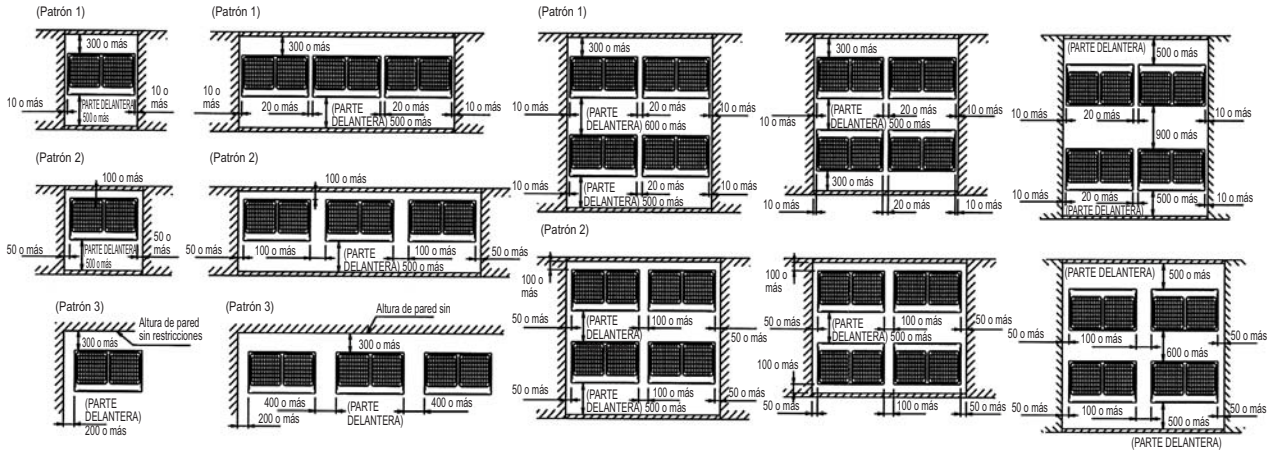 (Patrón 1)
300 o más
10 o más
10 o más
(PARTE DELANTERA)
500 o más
(Patrón 1)
300 o más
10 o más
20 o más
(PARTE DELANTERA) 500 o más
20 o más
10 o más
(Patrón 2)
100 o más
50 o más
50 o más
(PARTE DELANTERA)
500 o más
(Patrón 2)
100 o más
50 o más
100 o más
(PARTE DELANTERA) 500 o más
100 o más
50 o más
(Patrón 3)
Altura de pared
sin restricciones
300 o más
(PARTE
DELANTERA)
200 o más
(Patrón 3)
Altura de pared sin
300 o más
400 o más
200 o más
(PARTE
DELANTERA)
400 o más
(Patrón 1)
300 o más
10 o más
(PARTE
DELANTERA) 600 o más
20 o más
10 o más
10 o más
(PARTE
DELANTERA) 500 o más
20 o más
10 o más
300 o más
10 o más
(PARTE
DELANTERA) 500 o más
20 o más
10 o más
300 o más
10 o más
20 o más
10 o más
(PARTE DELANTERA)
500 o más
10 o más
20 o más
10 o más
900 o más
10 o más
20 o más
500 o más
10 o más
(PARTE DELANTERA)
(Patrón 2)
100 o
más
50 o más
(PARTE
DELANTERA)
100 o más
50 o más
50 o más
(PARTE
DELANTERA) 500 o más
100 o más
50 o más
100 o
más
50 o más
(PARTE
DELANTERA) 500 o más
100 o más
50 o más
100 o
más
50 o más
100 o más
50 o más
(PARTE DELANTERA)
500 o más
50 o más
100 o más
50 o más
600 o más
50 o más
100 o más
50 o más
500 o más
(PARTE DELANTERA)